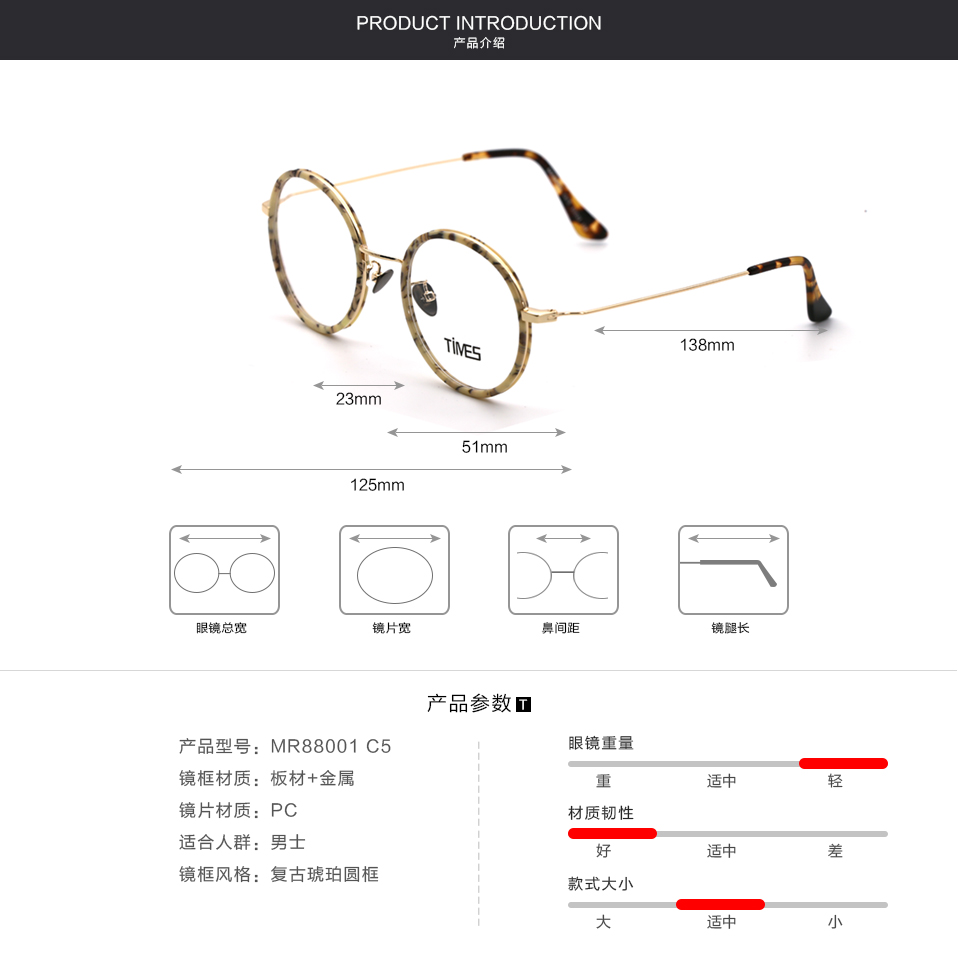 PRODUCT INTRODUCTION
产品介绍
TiMES
138mm
23mm
51mm
125mm
眼镜总宽
镜片宽
鼻间距
镜腿长
产品参数T
产品型号：MR88001 C5
镜框材质：板材+金属
镜片材质：PC
适合人群：男士
镜框风格：复古琥珀圆框
眼镜重量
重 适中 轻
材质韧性
好 适中 差
款式大小
大 适中 小